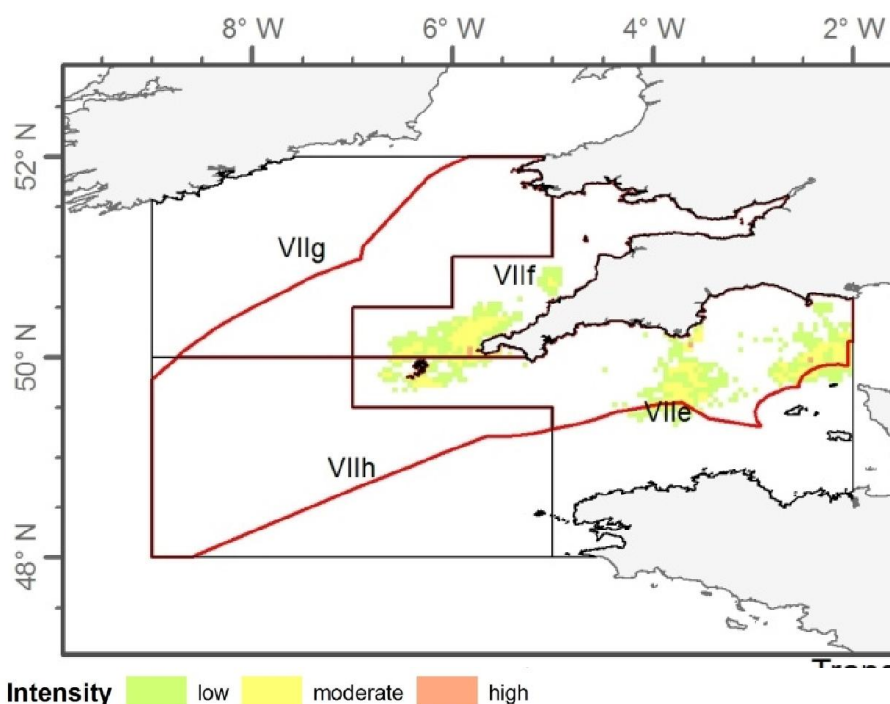 8° W 6° W 4° W 2° W
52° N
VIIg
VIIf
50° N
VIIe
VIIh
48° N
Intensity low moderate high